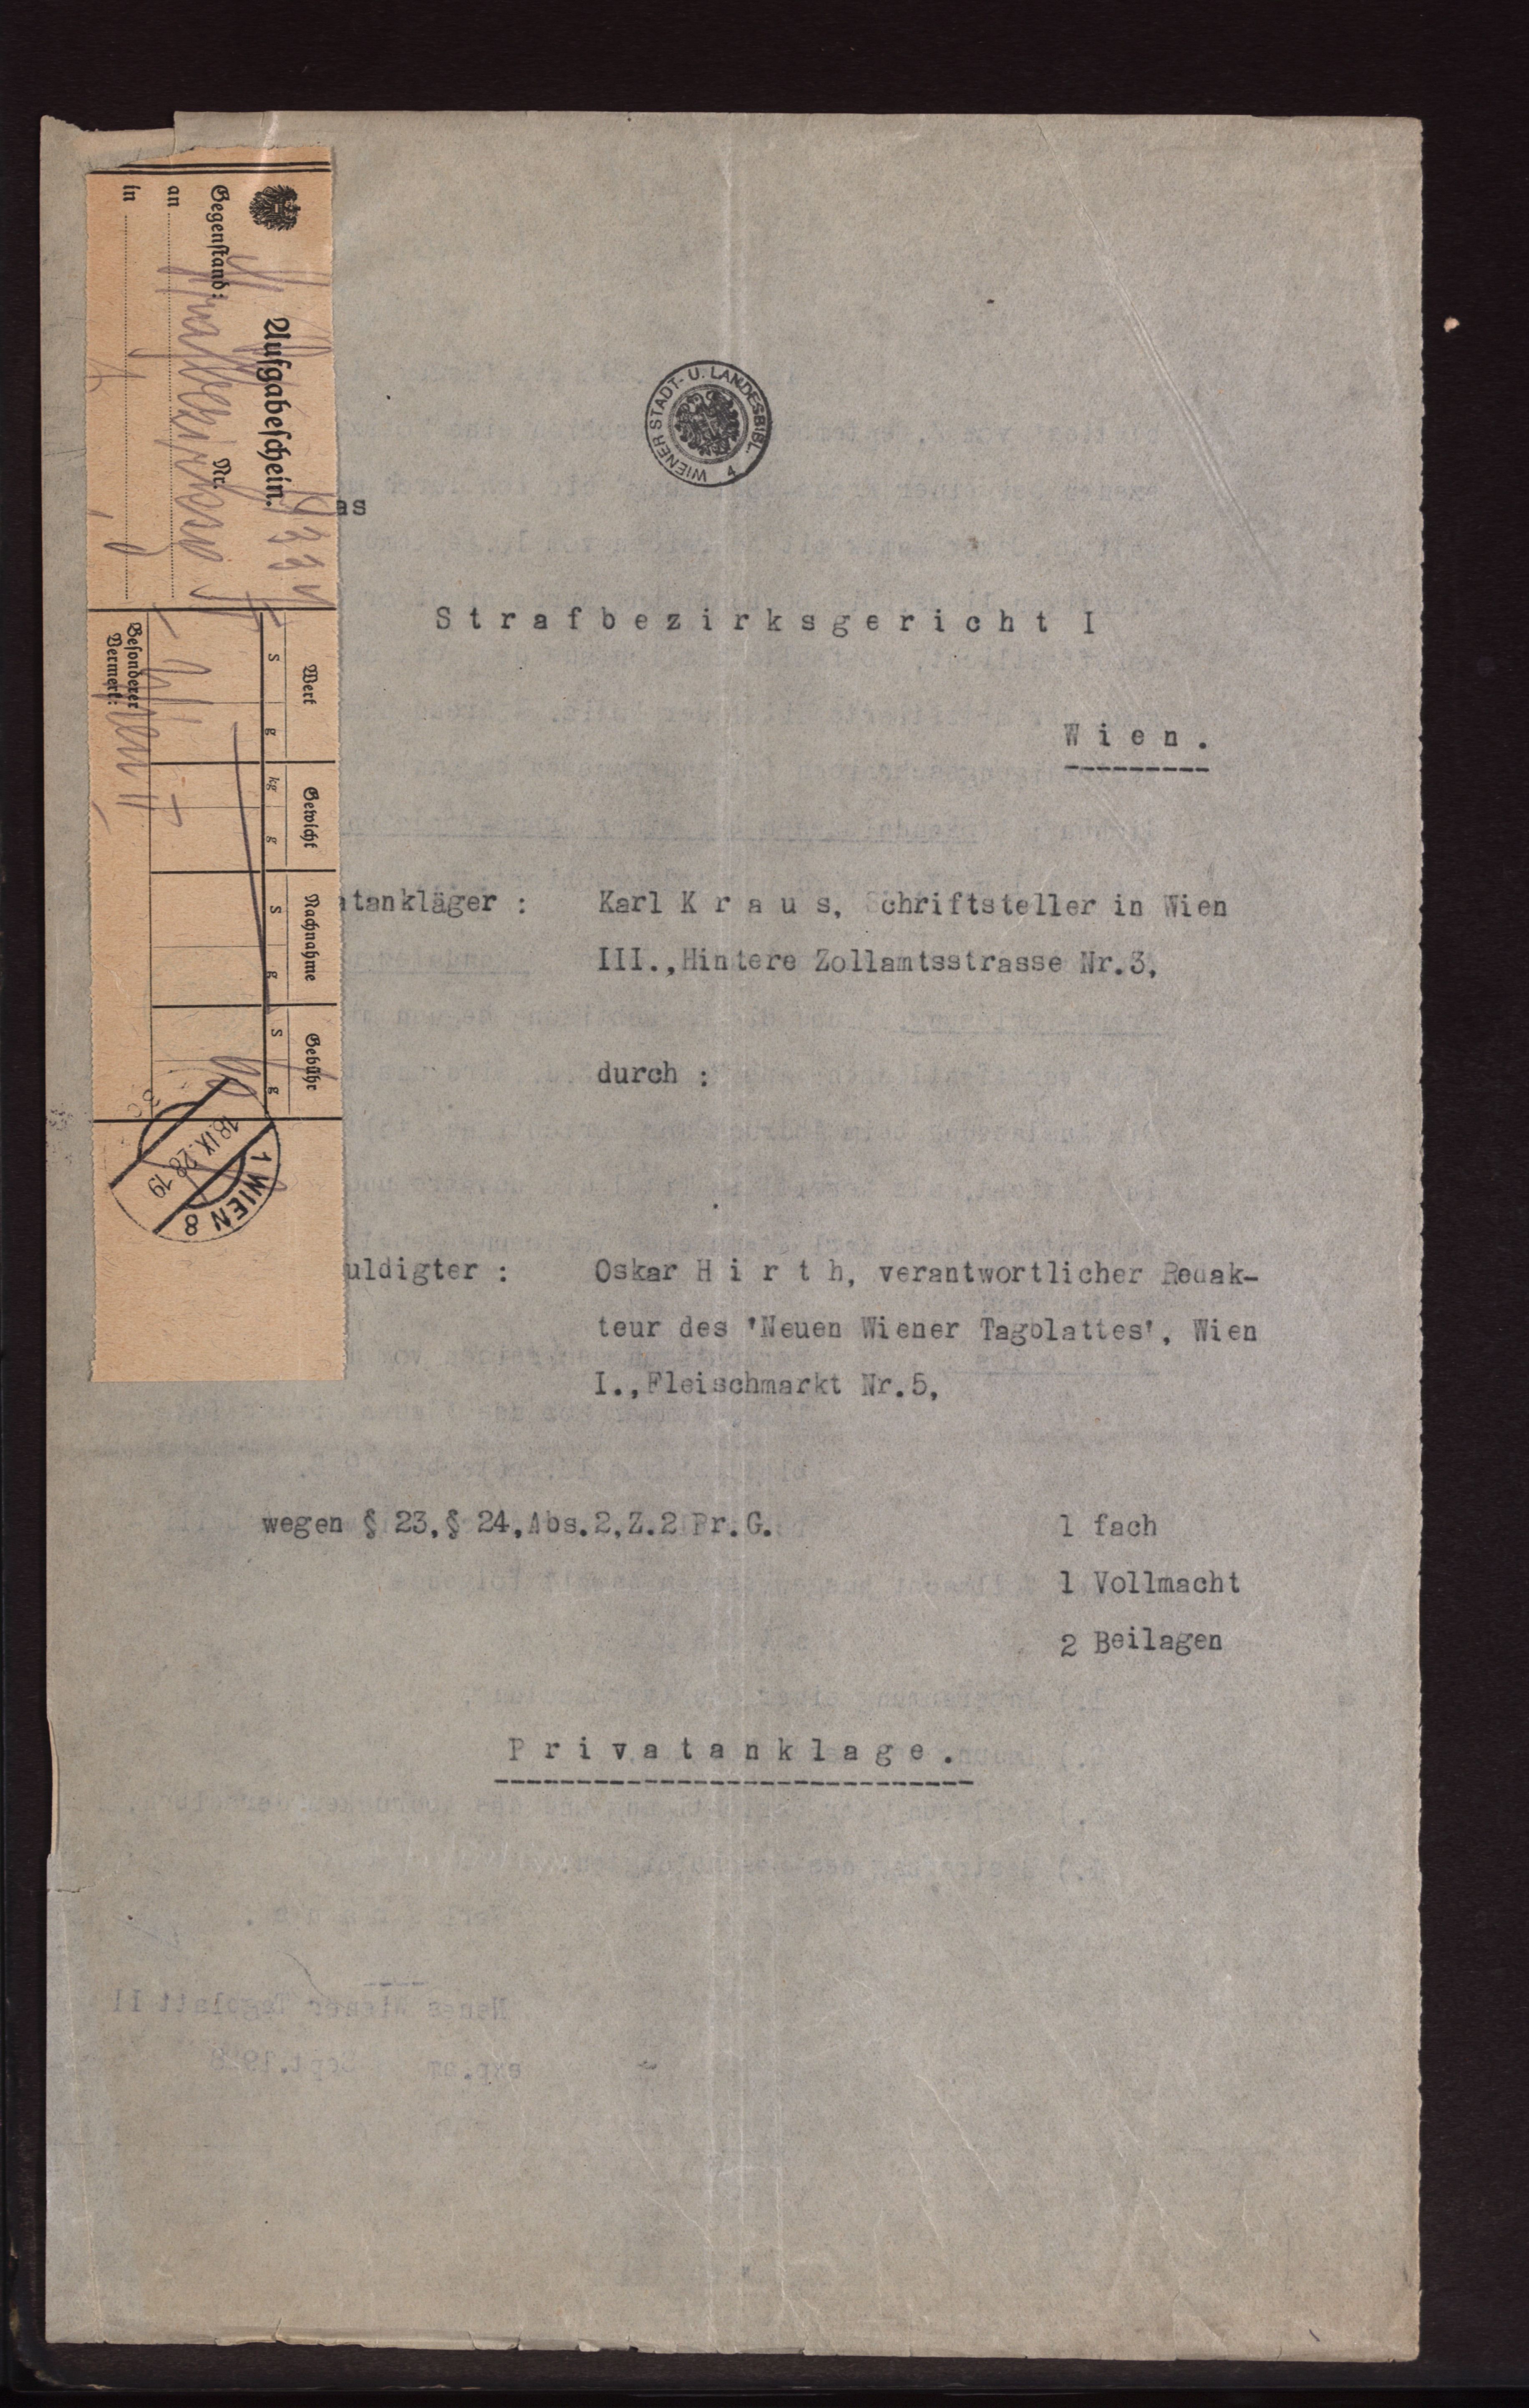 Aufgabeschein.
Gegenstand:
Nr.
an
in
Wert
Gewicht
Nachnahme
Gebühr
S g kg g S g S g
Besonderer
Vermerk:
1 WIEN 8
18.IX.28 19
WIENER STADT- U. LANDESBIBL. 4
as
Strafbezirksgericht I
Wien.
tankläger : Karl Kraus, Schriftsteller in Wien
III.,Hintere Zollamtsstrasse Nr.3,
durch :
uldigter : Oskar Hirth, verantwortlicher Redak-
teur des 'Neuen Wiener Tagblattes', Wien
I.,Fleischmarkt Nr.5,
wegen § 23,§ 24,Abs.2,Z.2 Pr.G. 1 fach
1 Vollmacht
2 Beilagen
Privatanklage.